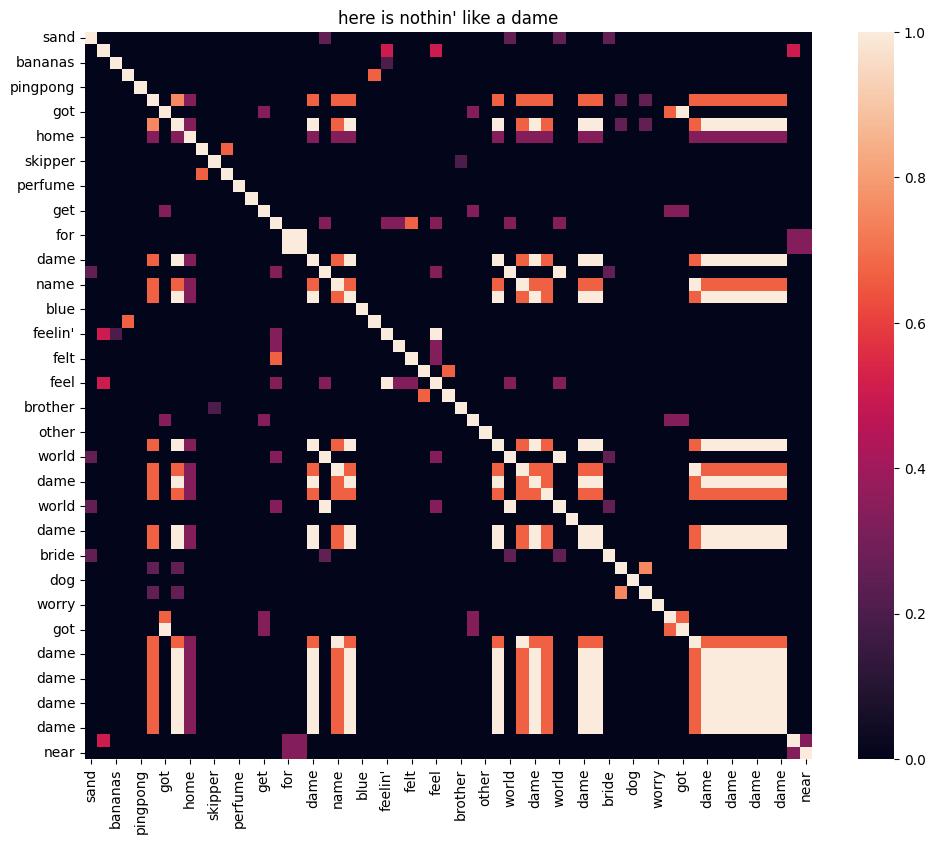 here is nothin' like a dame
sand
bananas
pingpong
got
home
skipper
perfume
get
for
dame
name
blue
feelin'
felt
feel
brother
other
world
dame
world
dame
bride
dog
worry
got
dame
dame
dame
dame
near
1.0
0.8
0.6
0.4
0.2
0.0
sand
bananas
pingpong
got
home
skipper
perfume
get
for
dame
name
blue
feelin'
felt
feel
brother
other
world
dame
world
dame
bride
dog
worry
got
dame
dame
dame
dame
near